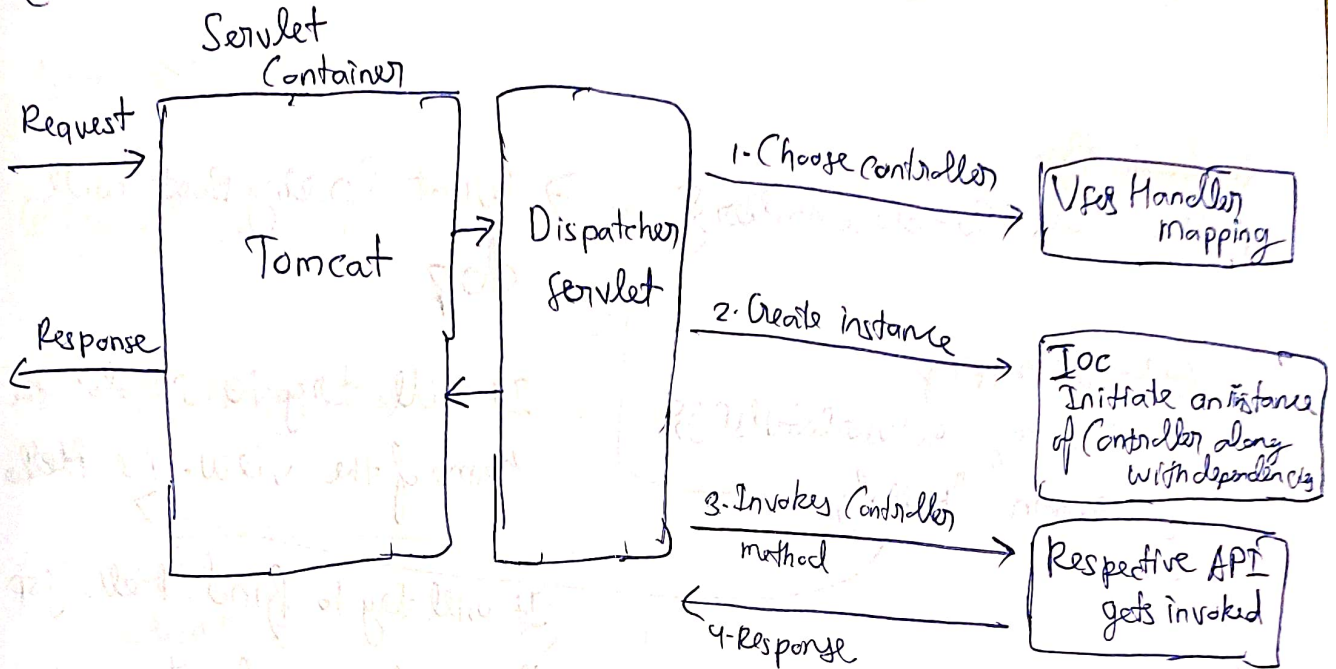 Servlet
Container
Request
Response
Tomcat
Dispatcher
Servlet
1-Choose Controller
Uses Handler
Mapping
2. Create instance
IOC
Initiate an instance
of Controller along
with dependencies
3-Invokes Controller
method
Respective API
gets invoked
4-Response